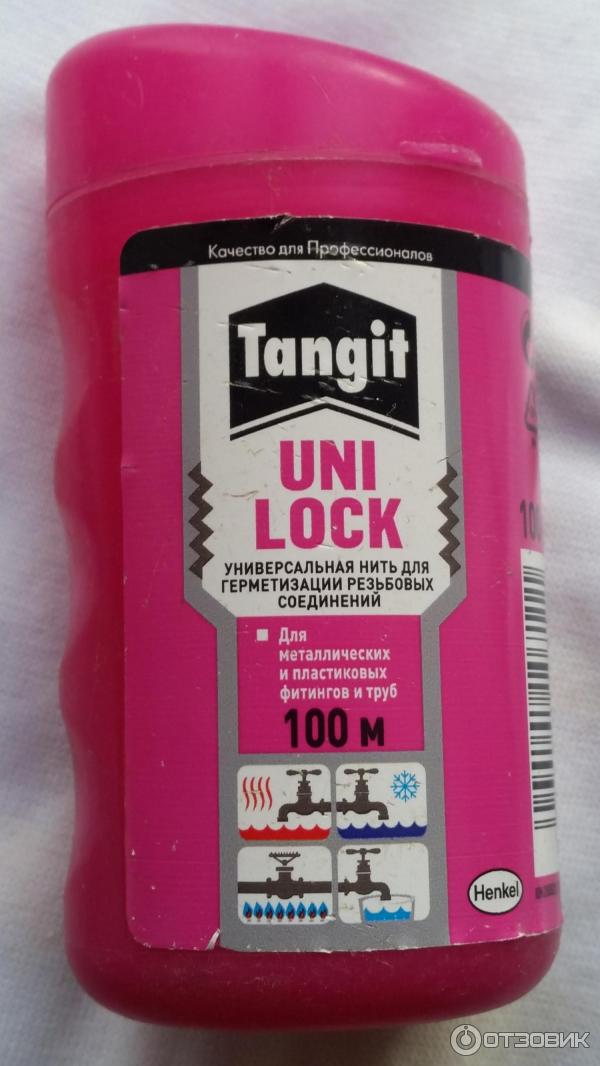 Качество для Профессионалов
Tangit
UNI
LOCK
УНИВЕРСАЛЬНАЯ НИТЬ ДЛЯ
ГЕРМЕТИЗАЦИИ РЕЗЬБОВЫХ
СОЕДИНЕНИЙ
Для
металлических
и пластиковых
фитингов и труб
100 м
Henkel
ОТЗОВИК